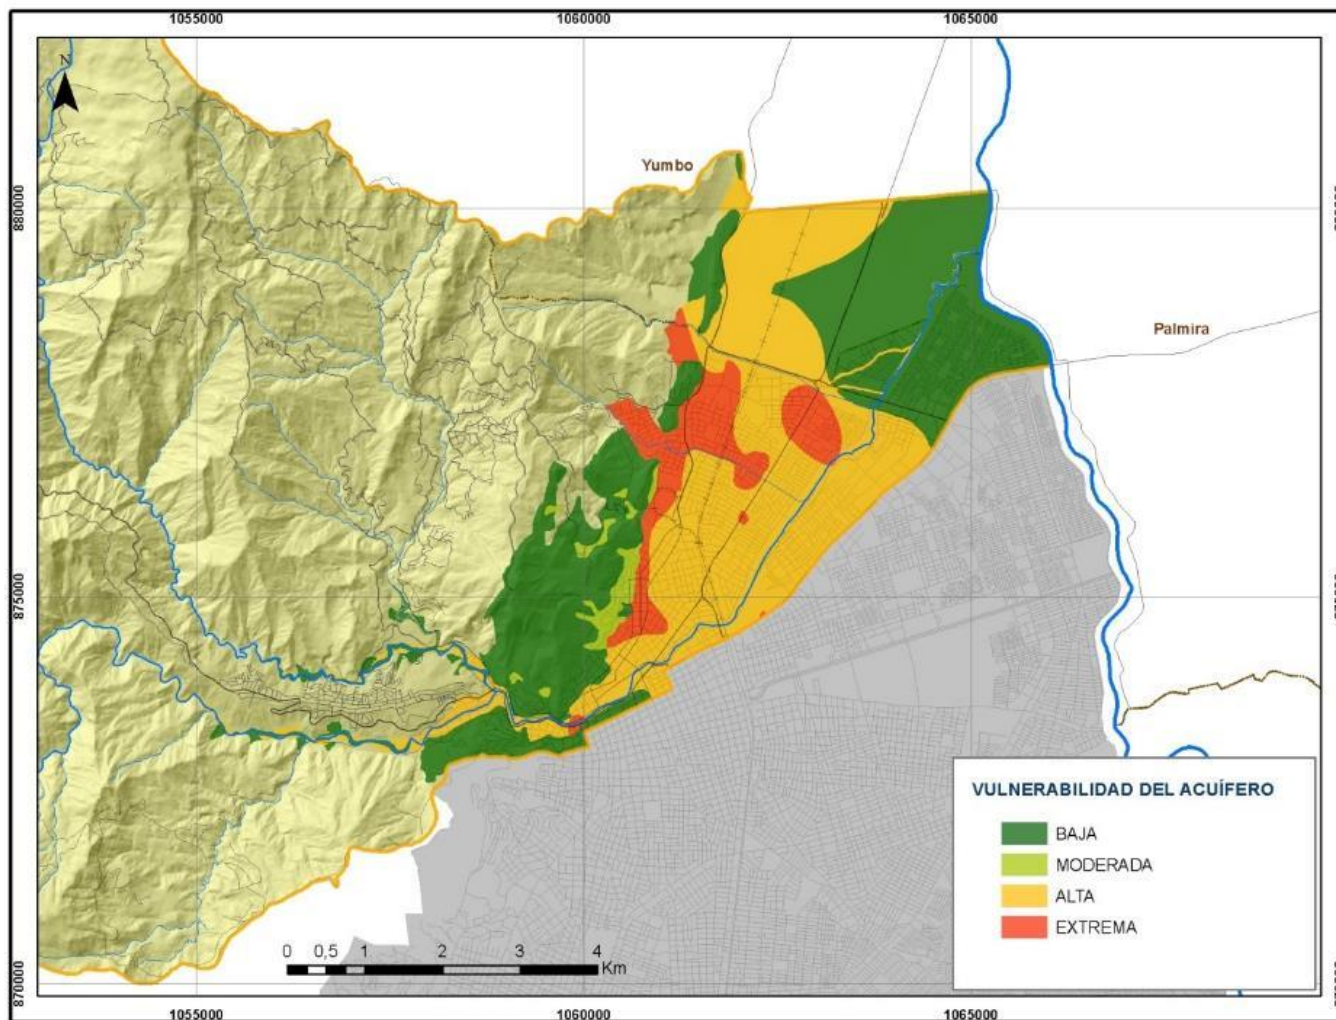 1055000 1060000 1065000
N
Yumbo
880000
Palmira
875000
VULNERABILIDAD DEL ACUÍFERO
BAJA
MODERADA
ALTA
EXTREMA
0 0,5 1 2 3 4
Km
870000
1055000 1060000 1065000